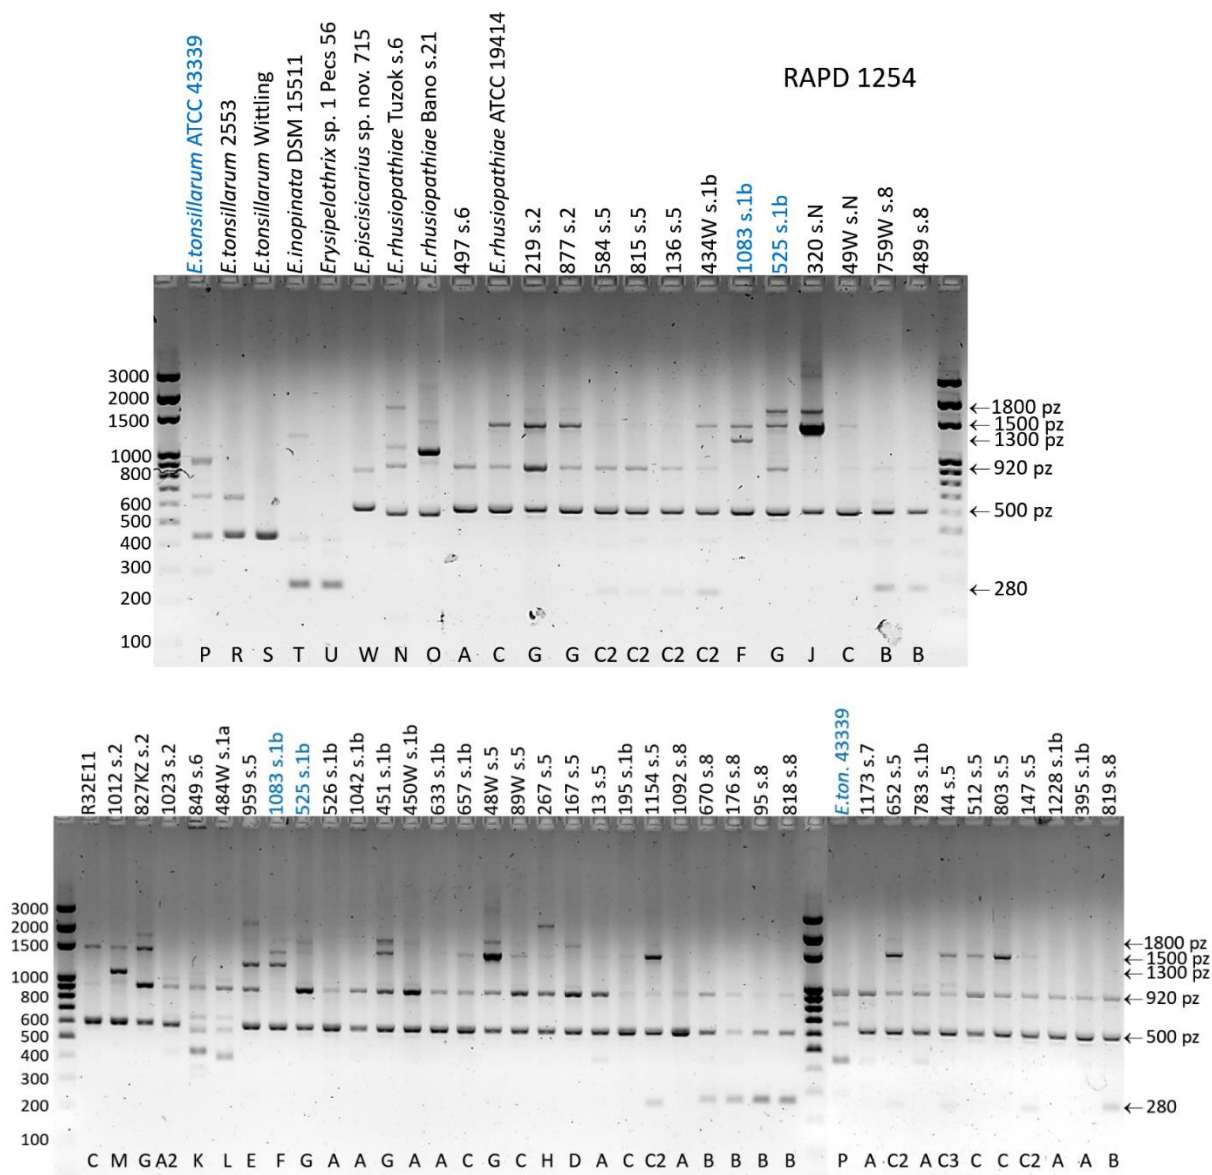 RAPD 1254
E.tonsillarum ATCC 43339
E.tonsillarum 2553
E.tonsillarum Wittling
E.inopinata DSM 15511
Erysipelothrix sp. 1 Pecs 56
E.piscisicarius sp. nov. 715
E.rhusiopathiae Tuzok s.6
E.rhusiopathiae Bano s.21
497 s.6
E.rhusiopathiae ATCC 19414
219 s.2
877 s.2
584 s.5
815 s.5
136 s.5
434W s.1b
1083 s.1b
525 s.1b
320 s.N
49W s.N
759W s.8
489 s.8
3000
2000
1500
1000
800
600
500
400
300
200
100
←1800 pz
←1500 pz
←1300 pz
←920 pz
←500 pz
←280
P R S T U W N O A C G G C2 C2 C2 C2 F G J C B B
R32E11
1012 s.2
827KZ s.2
1023 s.2
849 s.6
484W s.1a
959 s.5
1083 s.1b
525 s.1b
526 s.1b
1042 s.1b
451 s.1b
450W s.1b
633 s.1b
657 s.1b
48W s.5
89W s.5
267 s.5
167 s.5
113 s.5
195 s.1b
1154 s.5
1092 s.8
670 s.8
176 s.8
95 s.8
818 s.8
E.ton. 43339
1173 s.7
652 s.5
783 s.1b
44 s.5
512 s.5
803 s.5
147 s.5
1228 s.1b
395 s.1b
819 s.8
3000
2000
1500
1000
800
600
500
400
300
200
100
←1800 pz
←1500 pz
←1300 pz
←920 pz
←500 pz
←280
C M G A2 K L E F G A A G A A C G C H D A C C2 A B B B B P A C2 A C3 C C C2 A A B